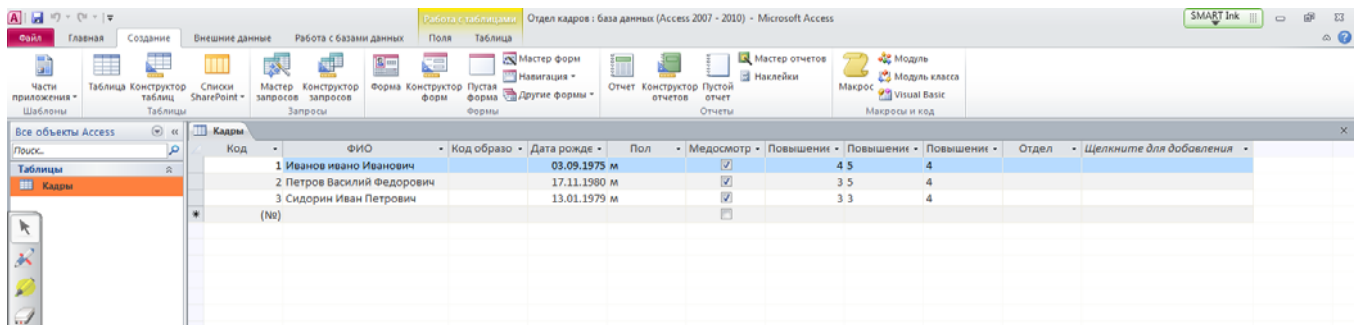 Работа с таблицами Отдел кадров : база данных (Access 2007 - 2010) - Microsoft Access SMART Ink
Файл Главная Создание Внешние данные Работа с базами данных Поля Таблица
Части приложения Таблица Конструктор таблиц Списки SharePoint Мастер запросов Конструктор запросов Форма Конструктор форм Пустая форма Мастер форм Навигация Другие формы Отчет Конструктор отчетов Пустой отчет Мастер отчетов Наклейки Макрос Модуль Модуль класса Visual Basic
Шаблоны Таблицы Запросы Формы Отчеты Макросы и код
Все объекты Access Кадры
Поиск... Код ФИО Код образо Дата рожде Пол Медосмотр Повышение Повышение Повышение Отдел Щелкните для добавления
Таблицы 1 Иванов ивано Иванович 03.09.1975 м 4 5 4
Кадры 2 Петров Василий Федорович 17.11.1980 м 3 5 4
3 Сидорин Иван Петрович 13.01.1979 м 3 3 4
* (№)